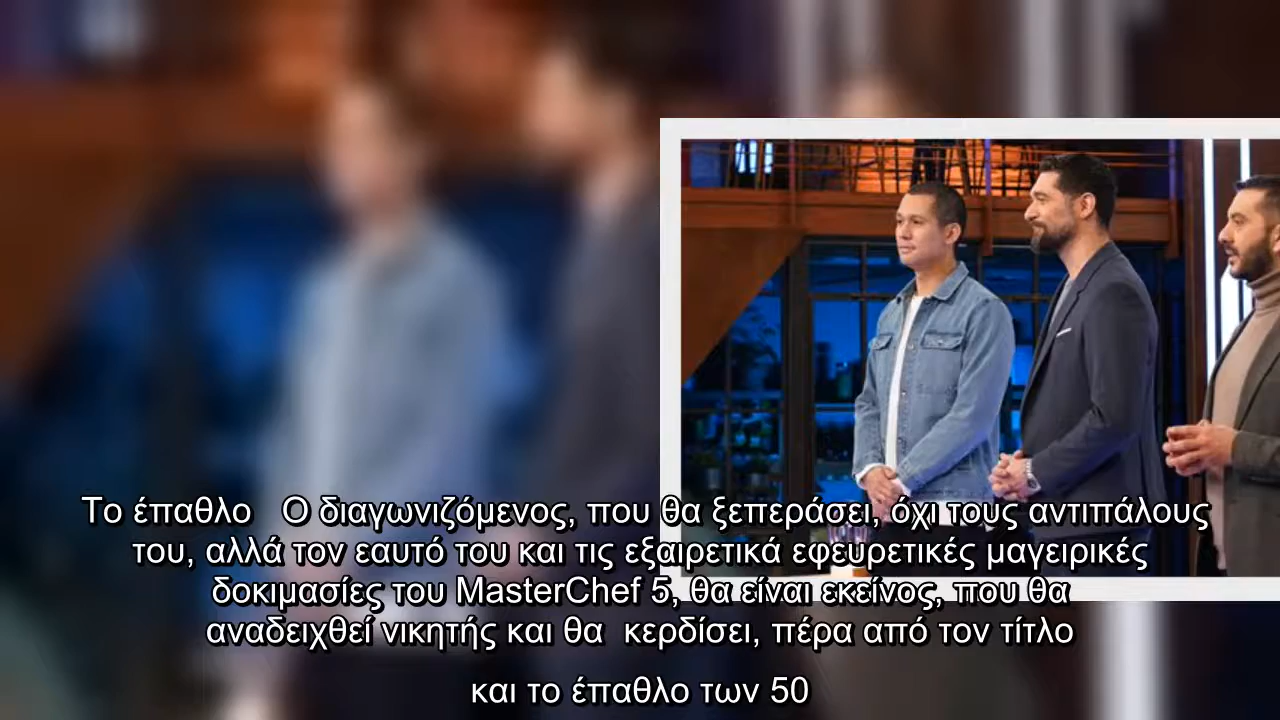 Το έπαθλο   Ο διαγωνιζόμενος, που θα ξεπεράσει, όχι τους αντιπάλους
του, αλλά τον εαυτό του και τις εξαιρετικά εφευρετικές μαγειρικές
δοκιμασίες του MasterChef 5, θα είναι εκείνος, που θα
αναδειχθεί νικητής και θα  κερδίσει, πέρα από τον τίτλο
και το έπαθλο των 50